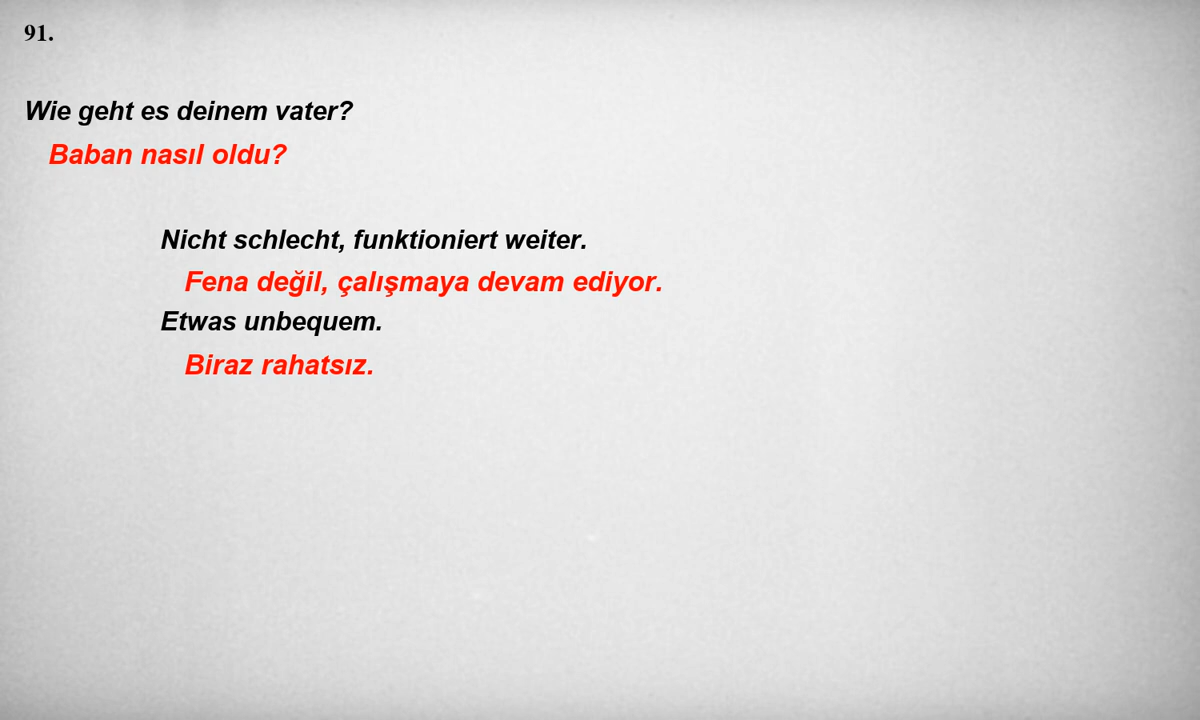 91.
Wie geht es deinem vater?
Baban nasıl oldu?
Nicht schlecht, funktioniert weiter.
Fena değil, çalışmaya devam ediyor.
Etwas unbequem.
Biraz rahatsız.